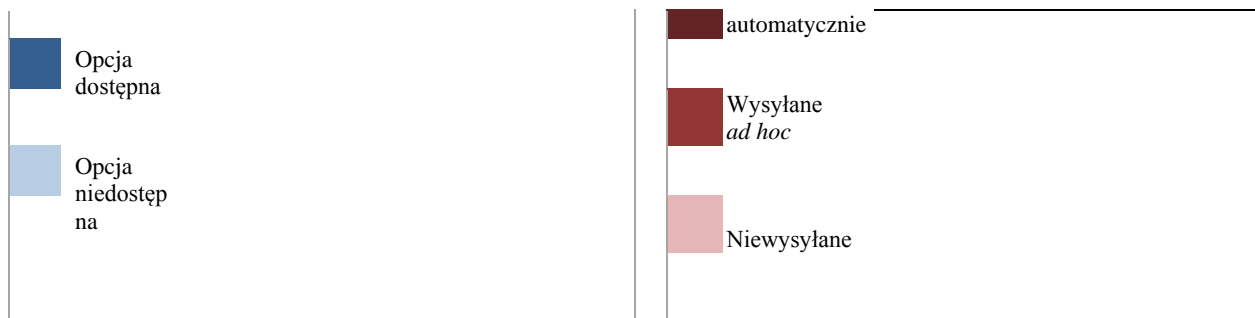 Opcja
dostępna
Opcja
niedostęp
na
automatycznie
Wysyłane
ad hoc
Niewysyłane